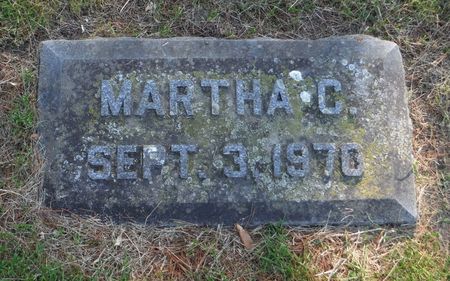 MARTHA C.
SEPT. 3, 1970